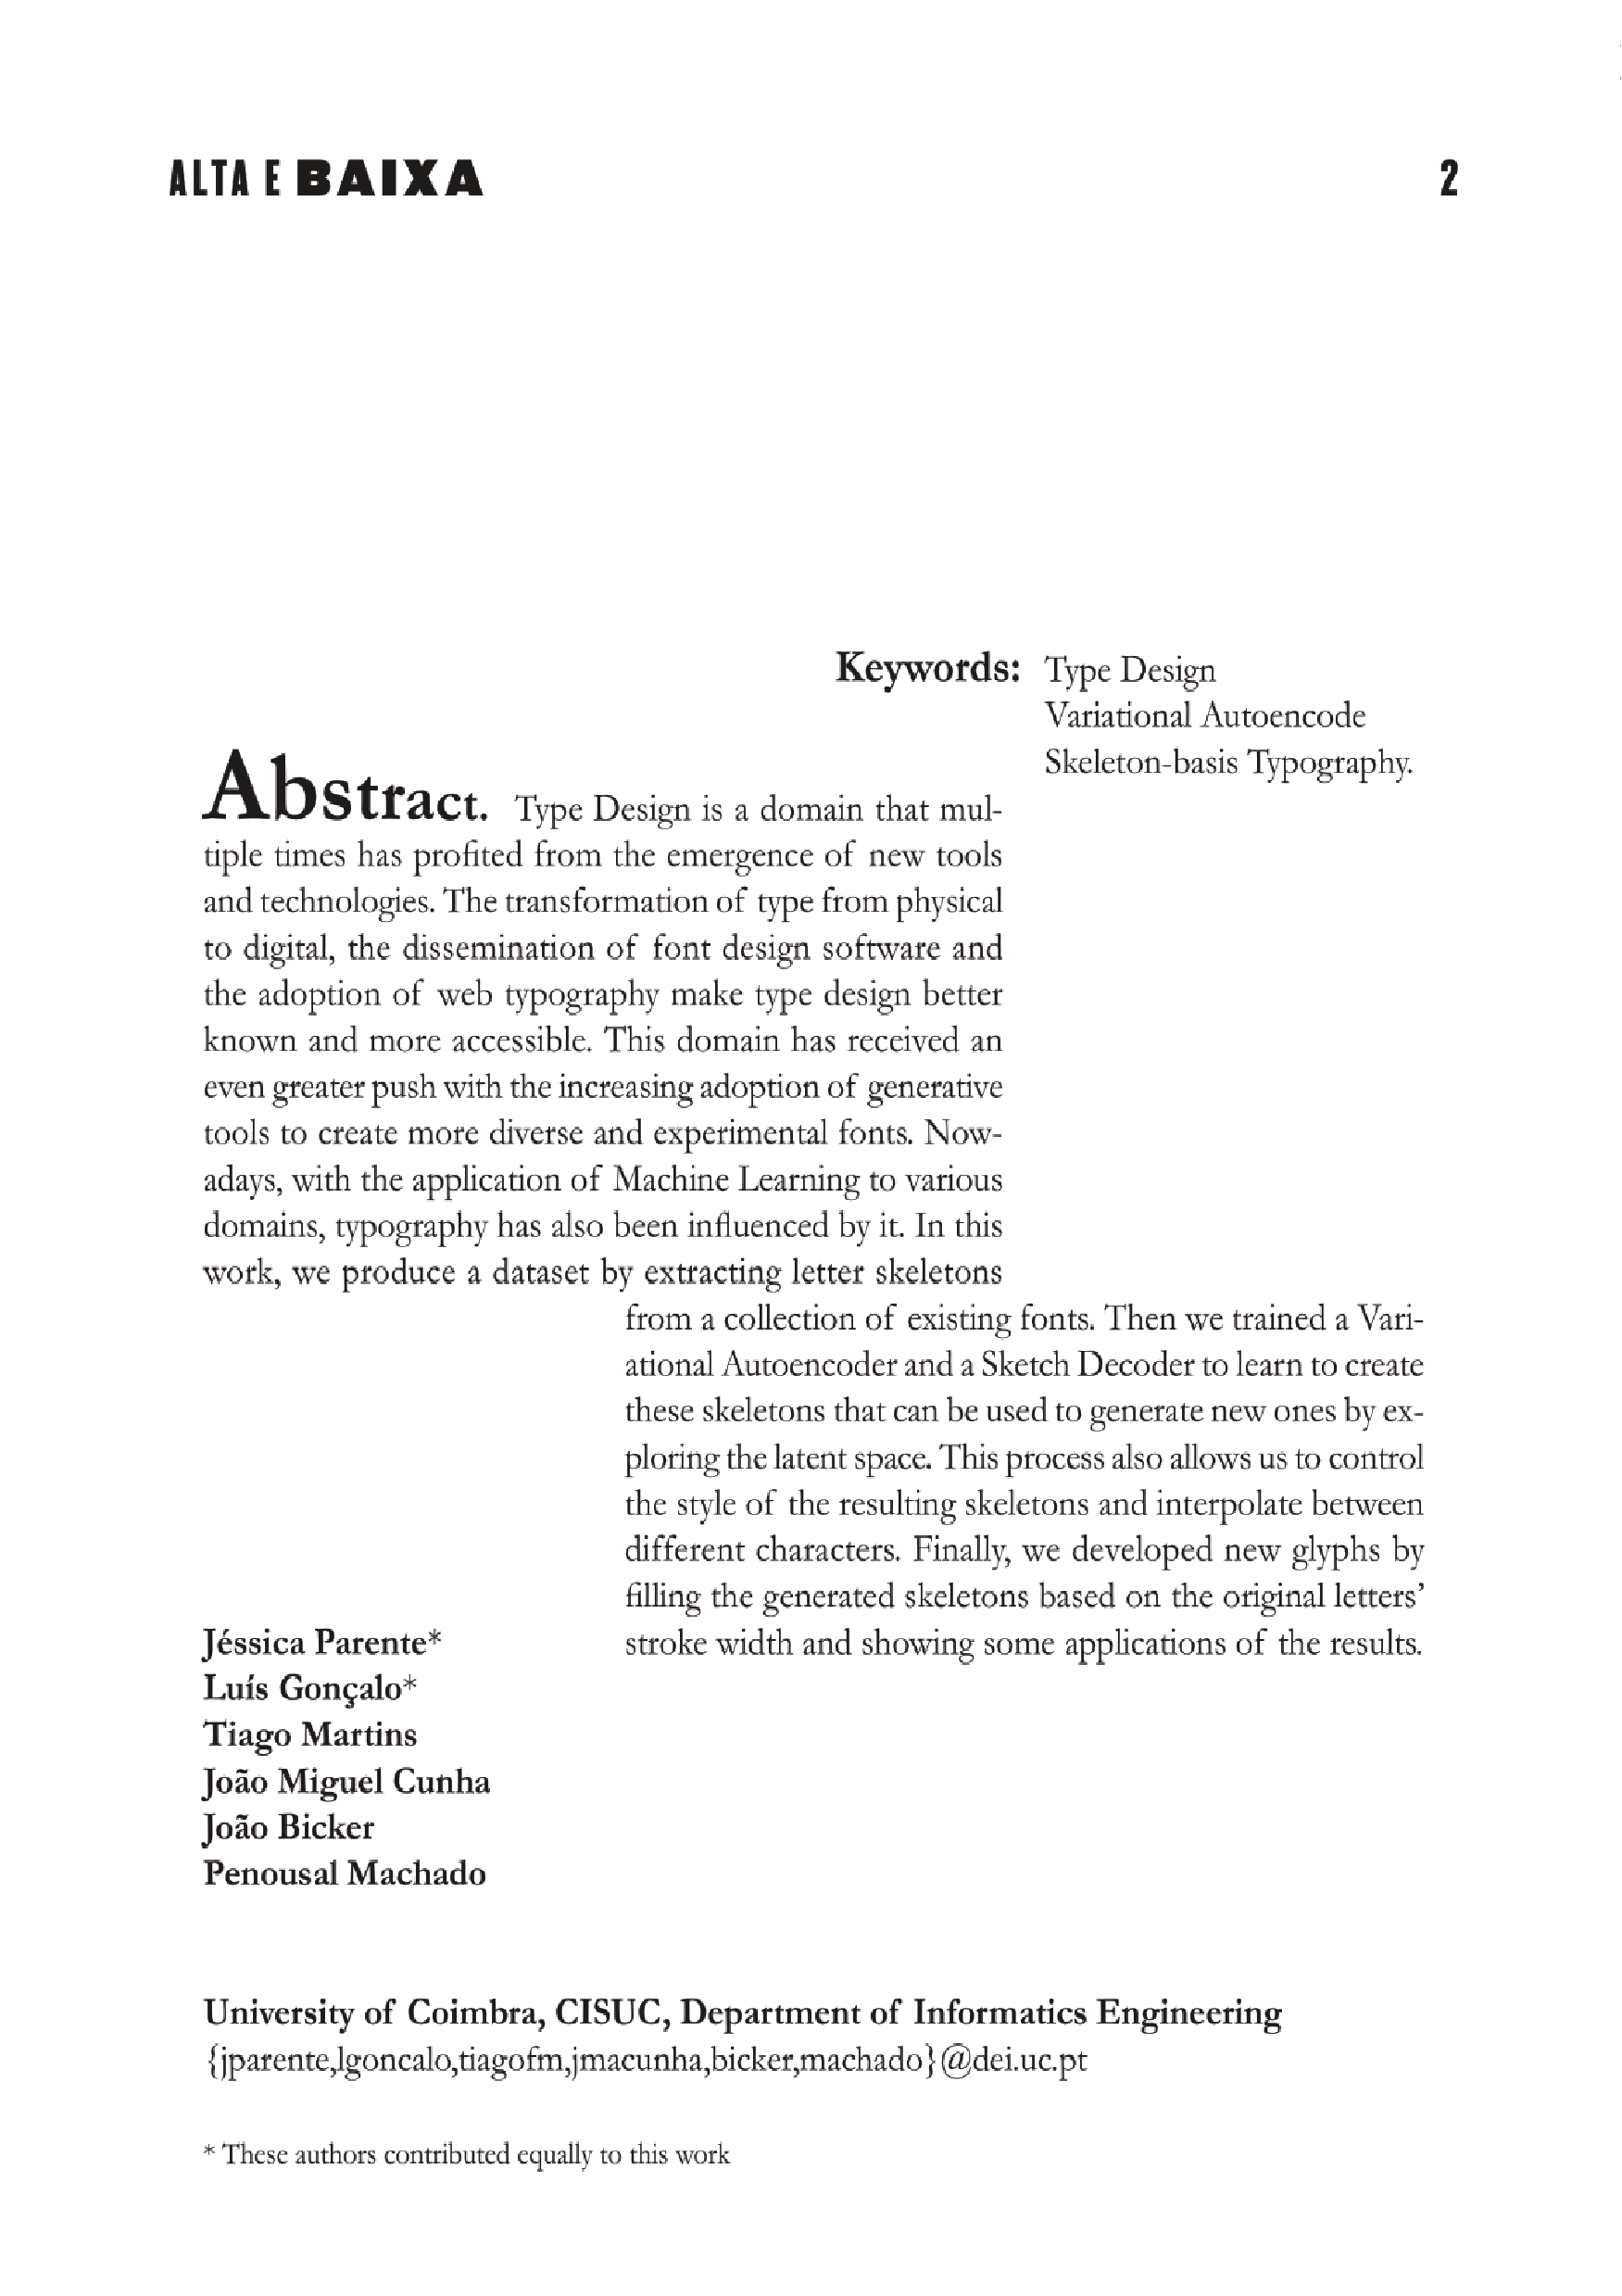 ALTA E BAIXA
2
Keywords: Type Design
Variational Autoencode
Skeleton-basis Typography.
Abstract. Type Design is a domain that mul-
tiple times has profited from the emergence of new tools
and technologies. The transformation of type from physical
to digital, the dissemination of font design software and
the adoption of web typography make type design better
known and more accessible. This domain has received an
even greater push with the increasing adoption of generative
tools to create more diverse and experimental fonts. Now-
adays, with the application of Machine Learning to various
domains, typography has also been influenced by it. In this
work, we produce a dataset by extracting letter skeletons
from a collection of existing fonts. Then we trained a Vari-
ational Autoencoder and a Sketch Decoder to learn to create
these skeletons that can be used to generate new ones by ex-
ploring the latent space. This process also allows us to control
the style of the resulting skeletons and interpolate between
different characters. Finally, we developed new glyphs by
filling the generated skeletons based on the original letters’
stroke width and showing some applications of the results.
Jéssica Parente*
Luís Gonçalo*
Tiago Martins
João Miguel Cunha
João Bicker
Penousal Machado
University of Coimbra, CISUC, Department of Informatics Engineering
{jparente,lgoncalo,tiagofm,jmacunha,bicker,machado}@dei.uc.pt
* These authors contributed equally to this work